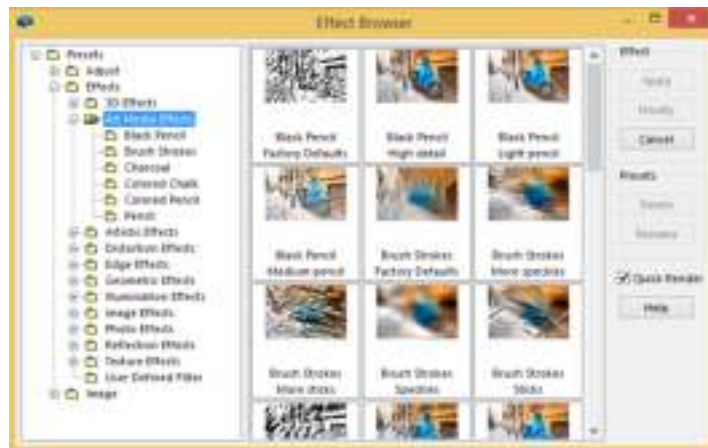 Effect Browser
Presets
Adjust
Effects
3D Effects
Art Media Effects
Black Pencil
Brush Strokes
Charcoal
Colored Chalk
Colored Pencil
Pencil
Artistic Effects
Distortion Effects
Edge Effects
Geometric Effects
Illumination Effects
Image Effects
Photo Effects
Reflection Effects
Texture Effects
User Defined Filter
Image
Black Pencil
Factory Defaults
Black Pencil
High detail
Black Pencil
Light pencil
Black Pencil
Medium pencil
Brush Strokes
Factory Defaults
Brush Strokes
More speckles
Brush Strokes
More sticks
Brush Strokes
Speckles
Brush Strokes
Sticks
Effect
Apply
Modify
Cancel
Presets
Delete
Rename
Quick Render
Help